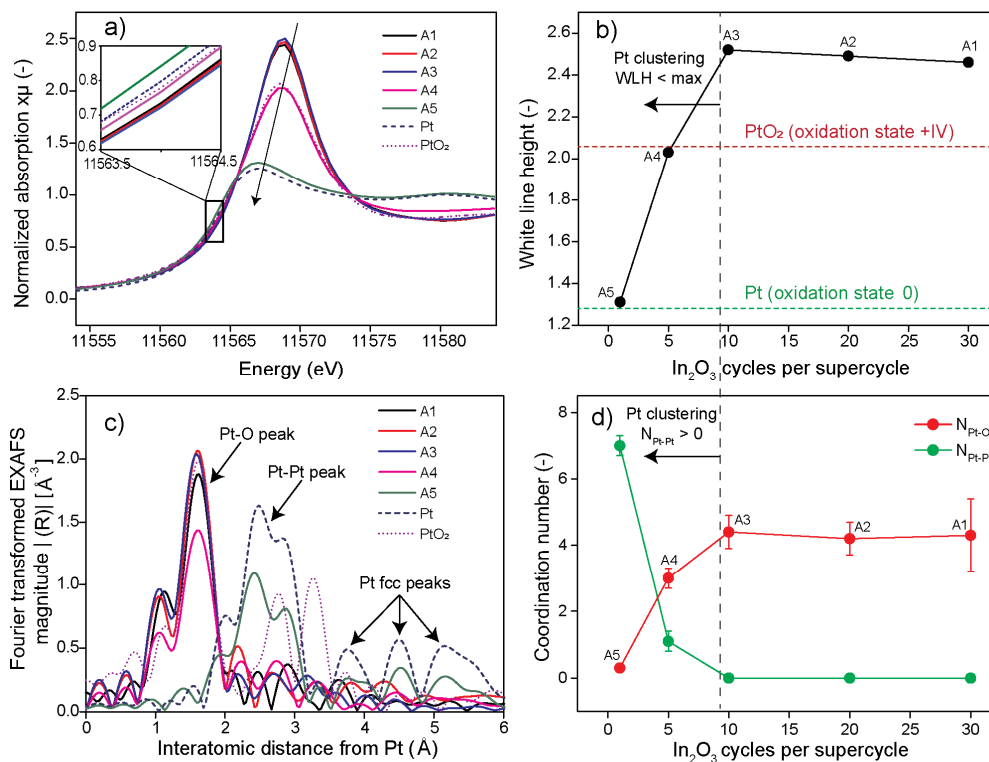 a)
Normalized absorption xμ (-)
2.5
2.0
1.5
1.0
0.5
0.0
0.9
0.8
0.7
0.6
11563.5
11564.5
A1
A2
A3
A4
A5
Pt
PtO₂
11555
11560
11565
11570
11575
11580
Energy (eV)
b)
White line height (-)
2.6
2.4
2.2
2.0
1.8
1.6
1.4
1.2
Pt clustering
WLH < max
A3
A2
A1
A4
A5
PtO₂ (oxidation state +IV)
Pt (oxidation state 0)
0
5
10
15
20
25
30
In₂O₃ cycles per supercycle
c)
Fourier transformed EXAFS
magnitude | (R)| [Å⁻³]
2.5
2.0
1.5
1.0
0.5
0.0
Pt-O peak
Pt-Pt peak
Pt fcc peaks
A1
A2
A3
A4
A5
Pt
PtO₂
0
1
2
3
4
5
6
Interatomic distance from Pt (Å)
d)
Coordination number (-)
8
6
4
2
0
Pt clustering
N Pt-Pt > 0
N Pt-O
N Pt-P
A3
A2
A1
A4
A5
0
5
10
15
20
25
30
In₂O₃ cycles per supercycle